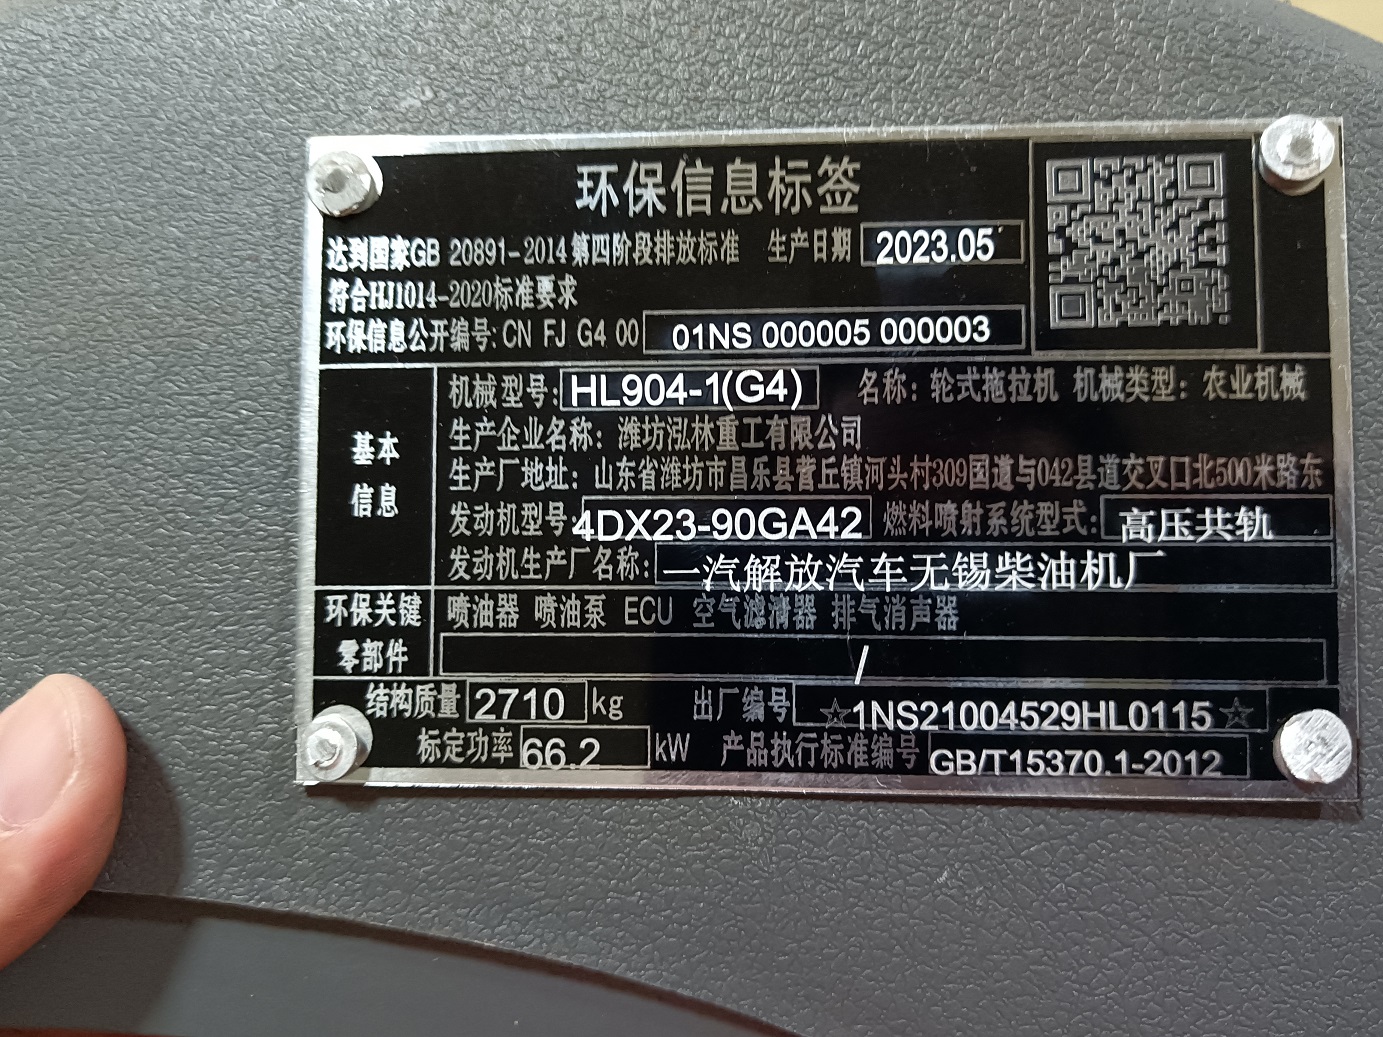 环保信息标签
达到国家GB 20891-2014第四阶段排放标准 生产日期 2023.05
符合HJ1014-2020标准要求
环保信息公开编号: CN FJ G4 00 01NS 000005 000003
基本信息
机械型号: HL904-1(G4) 名称: 轮式拖拉机 机械类型: 农业机械
生产企业名称: 潍坊泓林重工有限公司
生产厂地址: 山东省潍坊市昌乐县营丘镇河头村309国道与042县道交叉口北500米路东
发动机型号: 4DX23-90GA42 燃料喷射系统型式: 高压共轨
发动机生产厂名称: 一汽解放汽车无锡柴油机厂
环保关键零部件
喷油器 喷油泵 ECU 空气滤清器 排气消声器
/
结构质量 2710 kg 出厂编号 ☆1NS21004529HL0115☆
标定功率 66.2 kW 产品执行标准编号 GB/T15370.1-2012